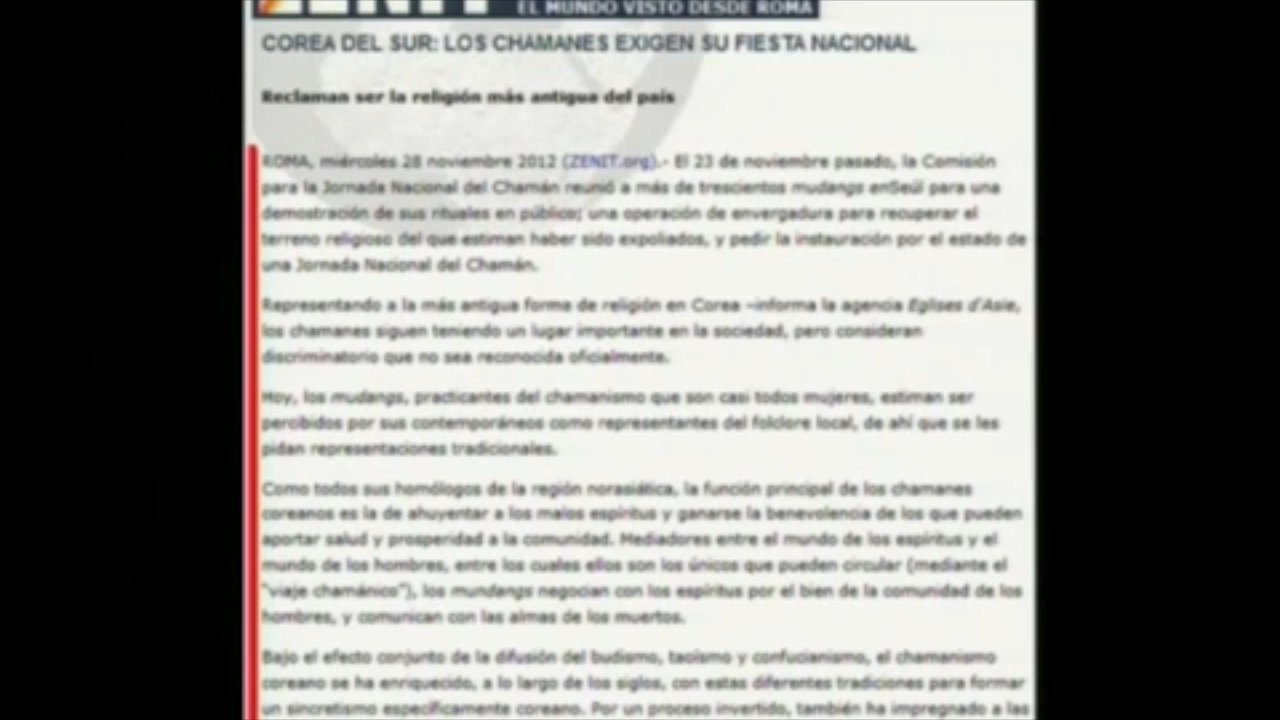 ZENIT
EL MUNDO VISTO DESDE ROMA
COREA DEL SUR: LOS CHAMANES EXIGEN SU FIESTA NACIONAL
Reclaman ser la religión más antigua del país
ROMA, miércoles 28 noviembre 2012 (ZENIT.org).- El 23 de noviembre pasado, la Comisión
para la Jornada Nacional del Chamán reunió a más de trescientos mudangs enSeúl para una
demostración de sus rituales en público; una operación de envergadura para recuperar el
terreno religioso del que estiman haber sido expoliados, y pedir la instauración por el estado de
una Jornada Nacional del Chamán.
Representando a la más antigua forma de religión en Corea –informa la agencia Eglises d'Asie,
los chamanes siguen teniendo un lugar importante en la sociedad, pero consideran
discriminatorio que no sea reconocida oficialmente.
Hoy, los mudangs, practicantes del chamanismo que son casi todos mujeres, estiman ser
percibidos por sus contemporáneos como representantes del folclore local, de ahí que se les
pidan representaciones tradicionales.
Como todos sus homólogos de la región norasiática, la función principal de los chamanes
coreanos es la de ahuyentar a los malos espíritus y ganarse la benevolencia de los que pueden
aportar salud y prosperidad a la comunidad. Mediadores entre el mundo de los espíritus y el
mundo de los hombres, entre los cuales ellos son los únicos que pueden circular (mediante el
"viaje chamánico"), los mundangs negocian con los espíritus por el bien de la comunidad de los
hombres, y comunican con las almas de los muertos.
Bajo el efecto conjunto de la difusión del budismo, taoísmo y confucianismo, el chamanismo
coreano se ha enriquecido, a lo largo de los siglos, con estas diferentes tradiciones para formar
un sincretismo específicamente coreano. Por un proceso invertido, también ha impregnado a las